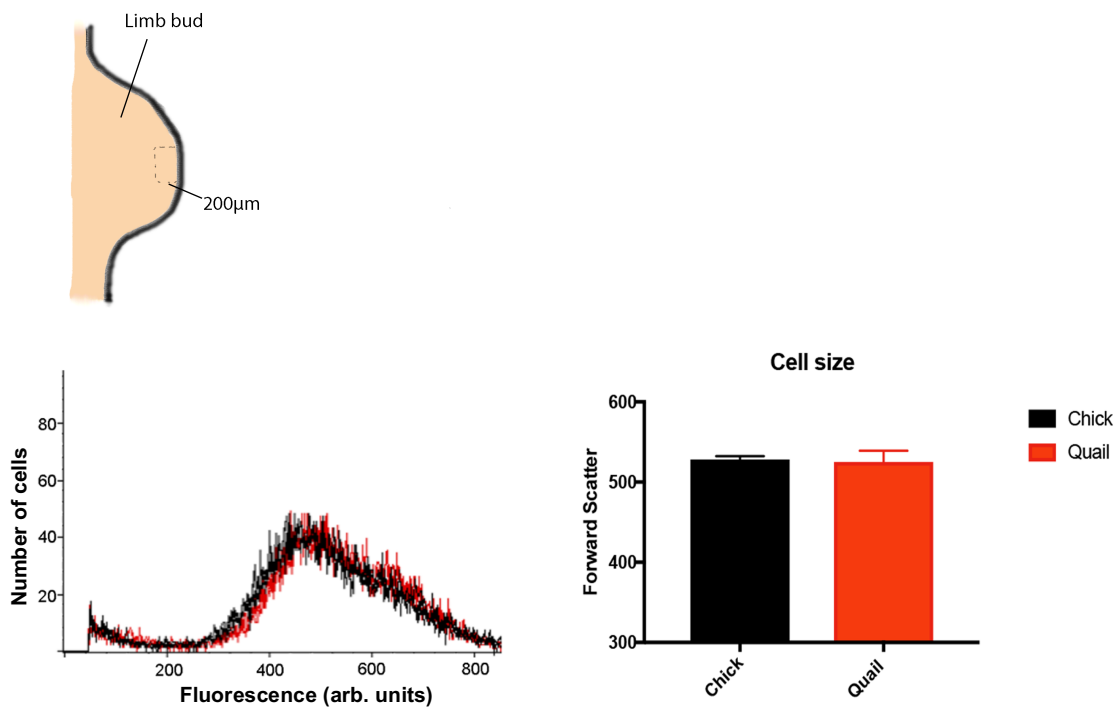 Limb bud
200µm
80
60
40
20
200
400
600
800
Number of cells
Fluorescence (arb. units)
Cell size
600
500
400
300
Forward Scatter
Chick
Quail
Chick
Quail